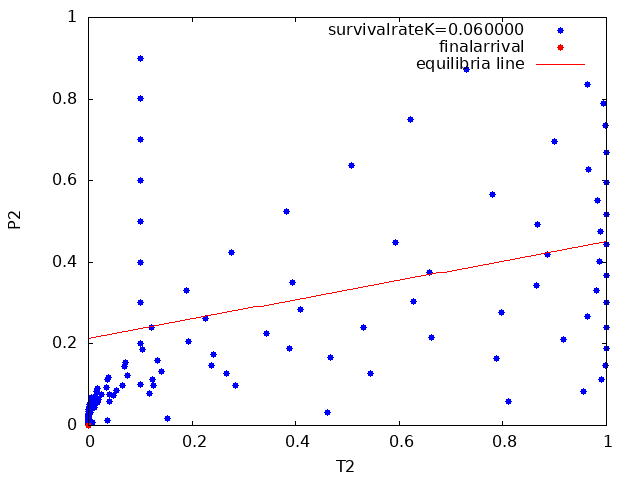 survivalrateK=0.060000
finalarrival
equilibria line
1
0.8
0.6
0.4
0.2
0
P2
0 0.2 0.4 0.6 0.8 1
T2